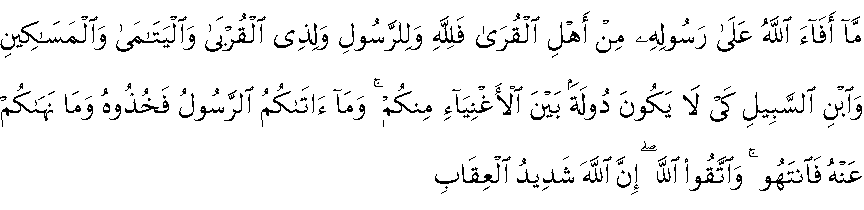 مَّآ أَفَآءَ ٱللَّهُ عَلَىٰ رَسُولِهِۦ مِنْ أَهْلِ ٱلْقُرَىٰ فَلِلَّهِ وَلِلرَّسُولِ وَلِذِى ٱلْقُرْبَىٰ وَٱلْيَتَـٰمَىٰ وَٱلْمَسَـٰكِينِ
وَٱبْنِ ٱلسَّبِيلِ كَىْ لَا يَكُونَ دُولَةًۢ بَيْنَ ٱلْأَغْنِيَآءِ مِنكُمْ ۚ وَمَآ ءَاتَىٰكُمُ ٱلرَّسُولُ فَخُذُوهُ وَمَا نَهَىٰكُمْ
عَنْهُ فَٱنتَهُو ۚ وَٱتَّقُوا۟ ٱللَّ ۖ إِنَّ ٱللَّهَ شَدِيدُ ٱلْعِقَابِ